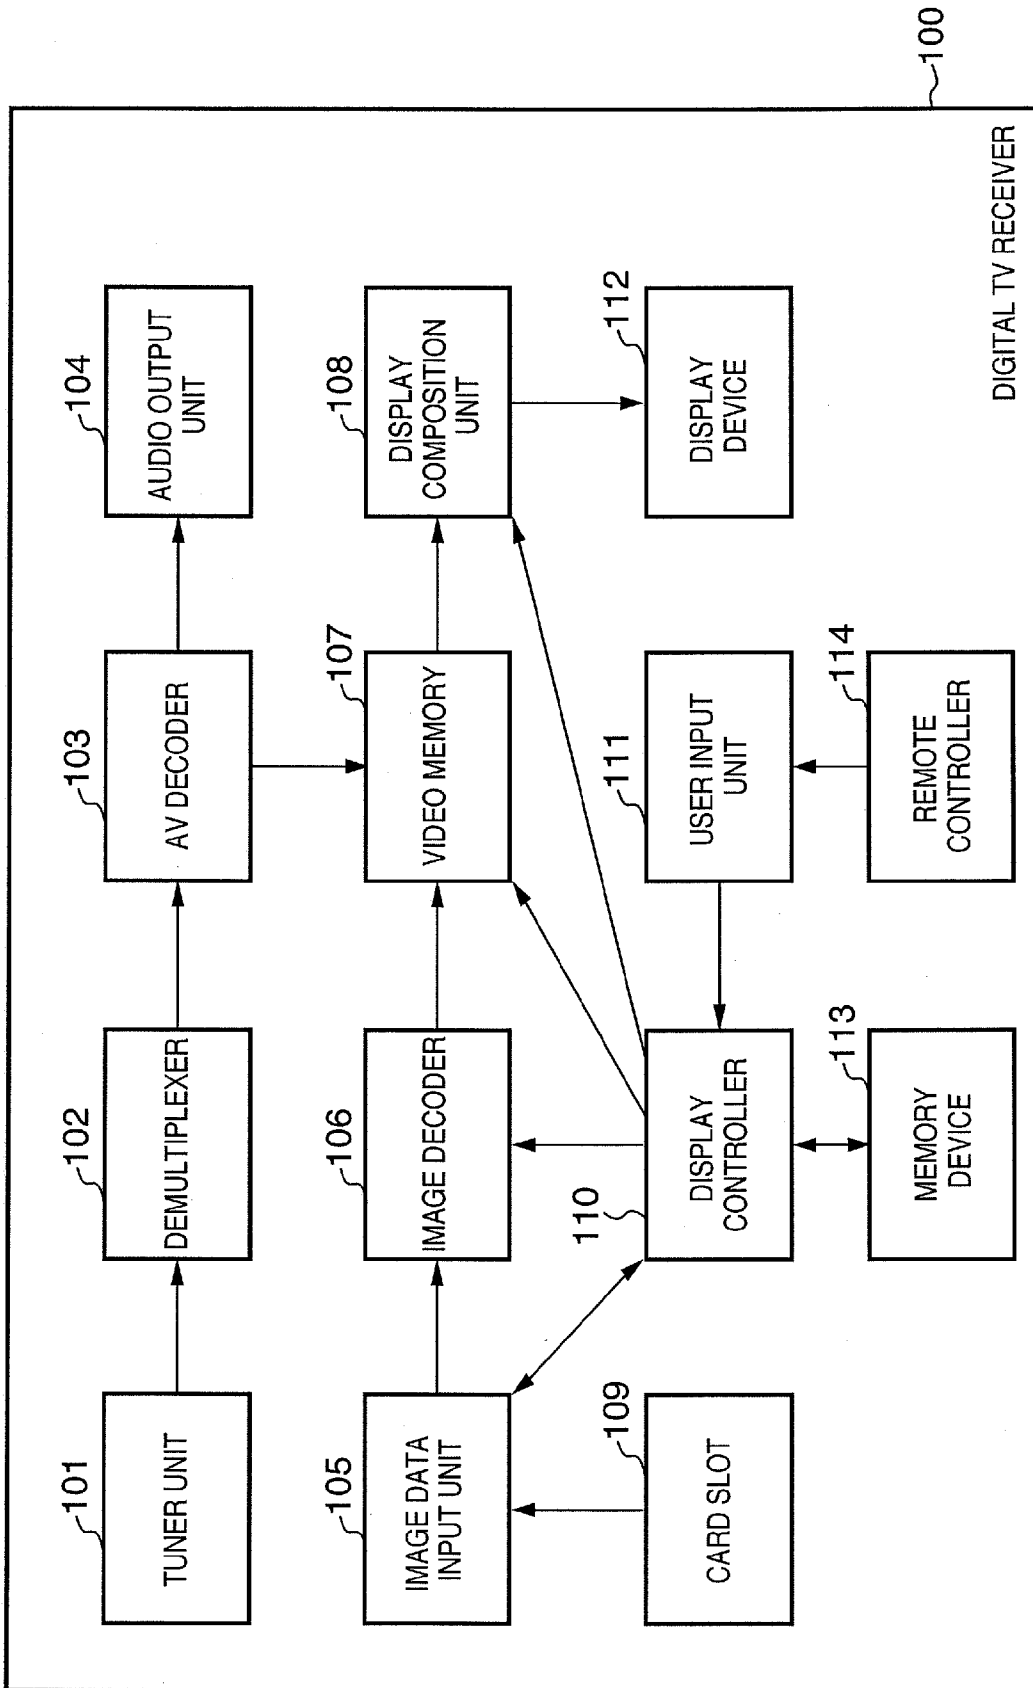 100
DIGITAL TV RECEIVER
101
TUNER UNIT
102
DEMULTIPLEXER
103
AV DECODER
104
AUDIO OUTPUT
UNIT
105
IMAGE DATA
INPUT UNIT
106
IMAGE DECODER
107
VIDEO MEMORY
108
DISPLAY
COMPOSITION
UNIT
109
CARD SLOT
110
DISPLAY
CONTROLLER
111
USER INPUT
UNIT
112
DISPLAY
DEVICE
113
MEMORY
DEVICE
114
REMOTE
CONTROLLER